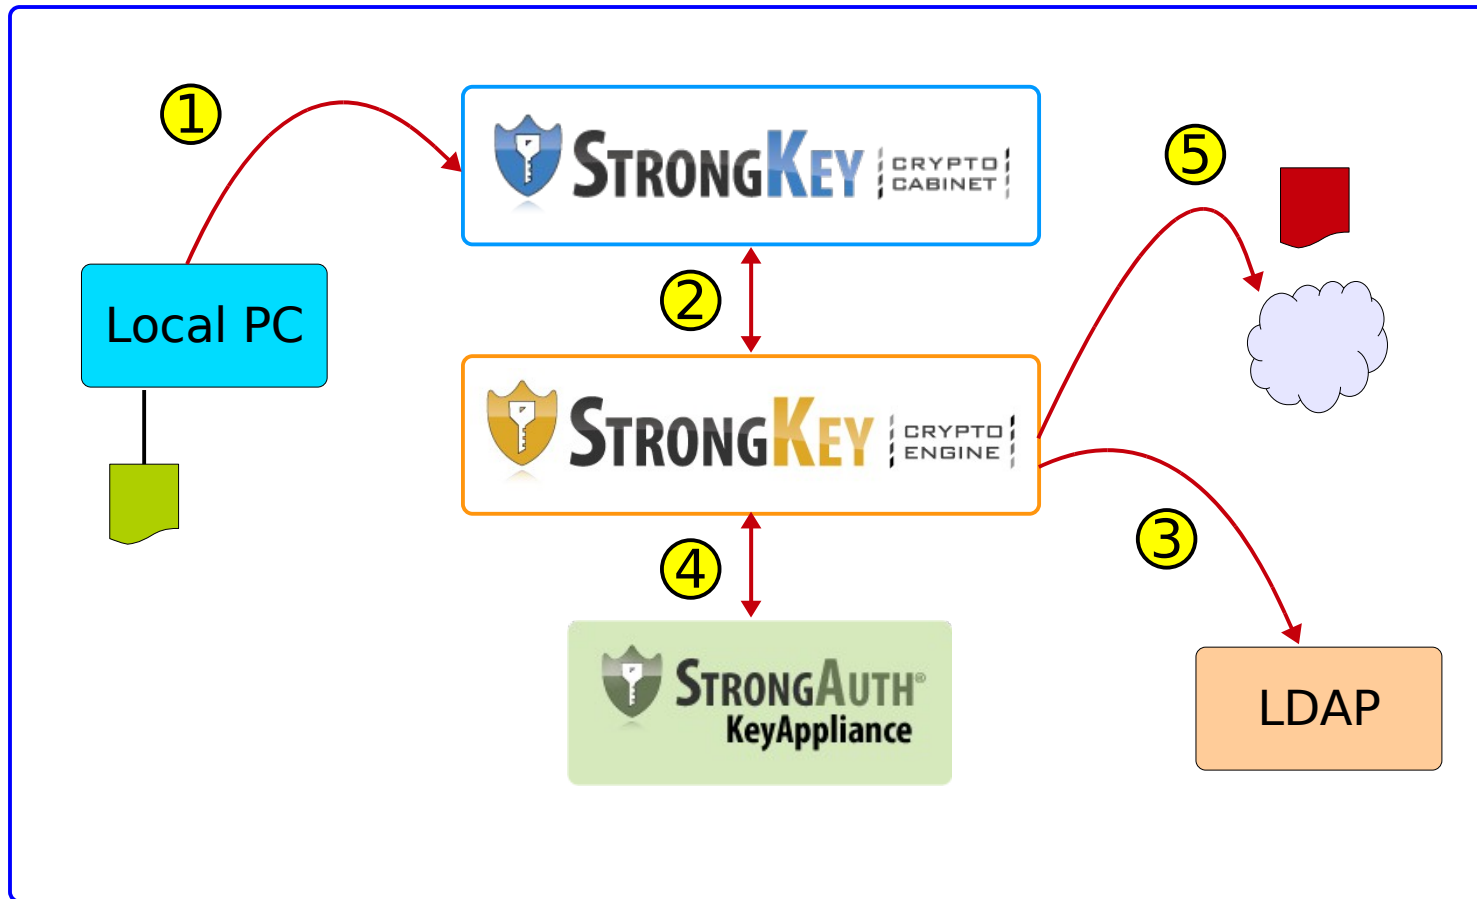 1
STRONGKEY CRYPTO CABINET
5
2
Local PC
STRONGKEY CRYPTO ENGINE
3
4
STRONGAUTH®
KeyAppliance
LDAP